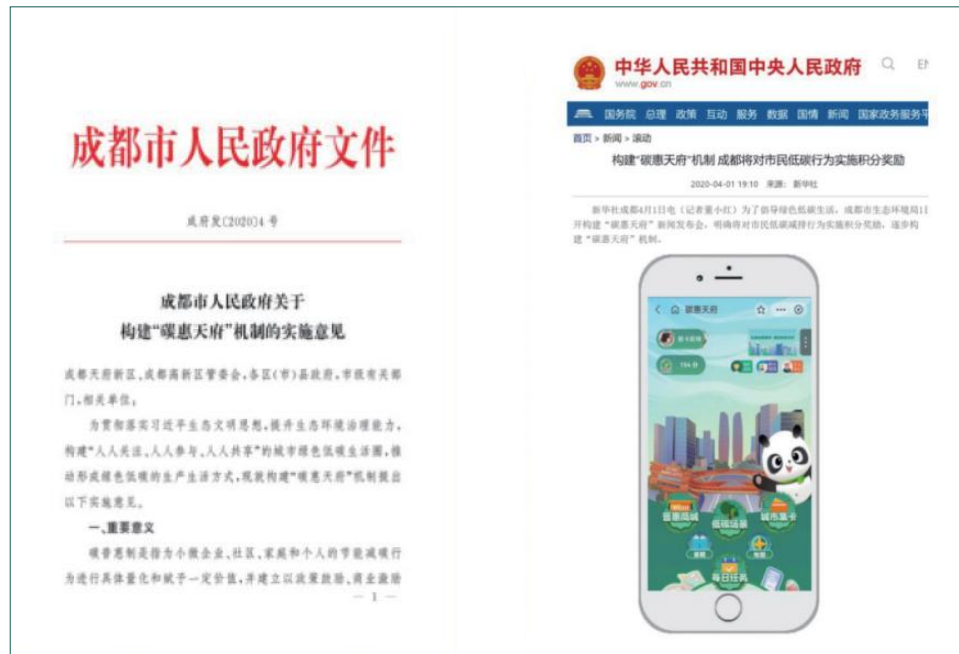 成都市人民政府文件
成府发〔2020〕4 号
成都市人民政府关于
构建“碳惠天府”机制的实施意见
成都天府新区、成都高新区管委会,各区(市)县政府,市级有关部
门,相关单位:
为贯彻落实习近平生态文明思想,提升生态环境治理能力,
构建“人人关注、人人参与、人人共享”的城市绿色低碳生活圈,推
动形成绿色低碳的生产生活方式,现就构建“碳惠天府”机制提出
以下实施意见。
一、重要意义
碳普惠制是指为小微企业、社区、家庭和个人的节能减碳行
为进行具体量化和赋予一定价值,并建立以政策鼓励、商业激励
— 1 —
中华人民共和国中央人民政府
www.gov.cn
EN
国务院 总理 政策 互动 服务 数据 国情 新闻 国家政务服务平
首页 > 新闻 > 滚动
构建“碳惠天府”机制 成都将对市民低碳行为实施积分奖励
2020-04-01 19:10 来源: 新华社
新华社成都4月1日电(记者董小红)为了倡导绿色低碳生活,成都市生态环境局1日
开构建“碳惠天府”新闻发布会,明确将对市民低碳减排行为实施积分奖励,逐步构
建“碳惠天府”机制。
碳惠天府
154 分
普惠商城
低碳场景
城市集卡
每日任务